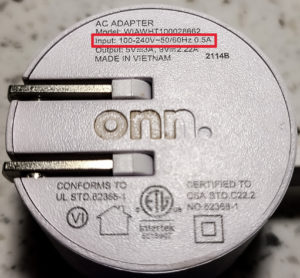 AC ADAPTER
Model: WIAWHT100028662
Input: 100-240V~50/60Hz 0.5A
Output: 5V⎓3A, 9V⎓2.22A
MADE IN VIETNAM 2114B
onn.
CONFORMS TO
UL STD.62368-1
CERTIFIED TO
CSA STD.C22.2
NO.62368-1
VI
ETL
Intertek